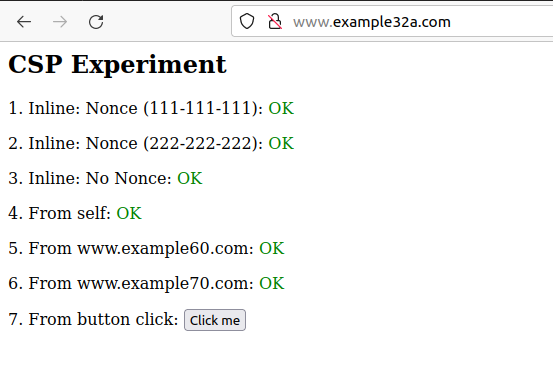 www.example32a.com
CSP Experiment
1. Inline: Nonce (111-111-111): OK
2. Inline: Nonce (222-222-222): OK
3. Inline: No Nonce: OK
4. From self: OK
5. From www.example60.com: OK
6. From www.example70.com: OK
7. From button click: Click me